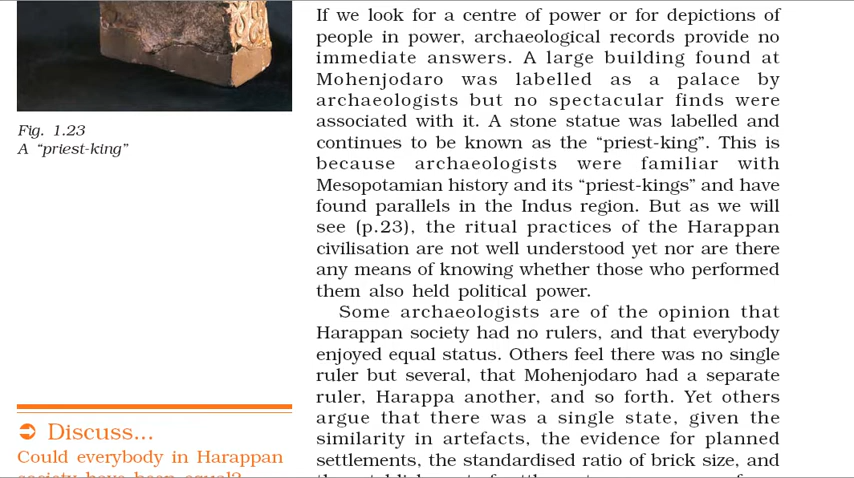 If we look for a centre of power or for depictions of
people in power, archaeological records provide no
immediate answers. A large building found at
Mohenjodaro was labelled as a palace by
archaeologists but no spectacular finds were
associated with it. A stone statue was labelled and
continues to be known as the “priest-king”. This is
because archaeologists were familiar with
Mesopotamian history and its “priest-kings” and have
found parallels in the Indus region. But as we will
see (p.23), the ritual practices of the Harappan
civilisation are not well understood yet nor are there
any means of knowing whether those who performed
them also held political power.
Some archaeologists are of the opinion that
Harappan society had no rulers, and that everybody
enjoyed equal status. Others feel there was no single
ruler but several, that Mohenjodaro had a separate
ruler, Harappa another, and so forth. Yet others
argue that there was a single state, given the
similarity in artefacts, the evidence for planned
settlements, the standardised ratio of brick size, and
Fig. 1.23
A “priest-king”
Discuss...
Could everybody in Harappan
society have been equal?